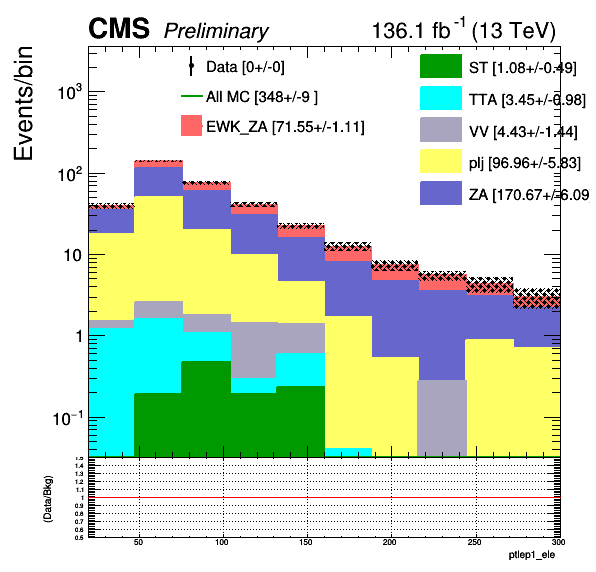 CMS Preliminary 136.1 fb⁻¹ (13 TeV)
Events/bin
Data [0+/-0]
All MC [348+/-9 ]
EWK_ZA [71.55+/-1.11]
ST [1.08+/-0.49]
TTA [3.45+/-0.98]
VV [4.43+/-1.44]
plj [96.96+/-5.83]
ZA [170.67+/-6.09
10³
10²
10
1
10⁻¹
(Data/Bkg)
1.5
1.4
1.3
1.2
1.1
1
0.9
0.8
0.7
0.6
0.5
50 100 150 200 250 300
ptlep1_ele